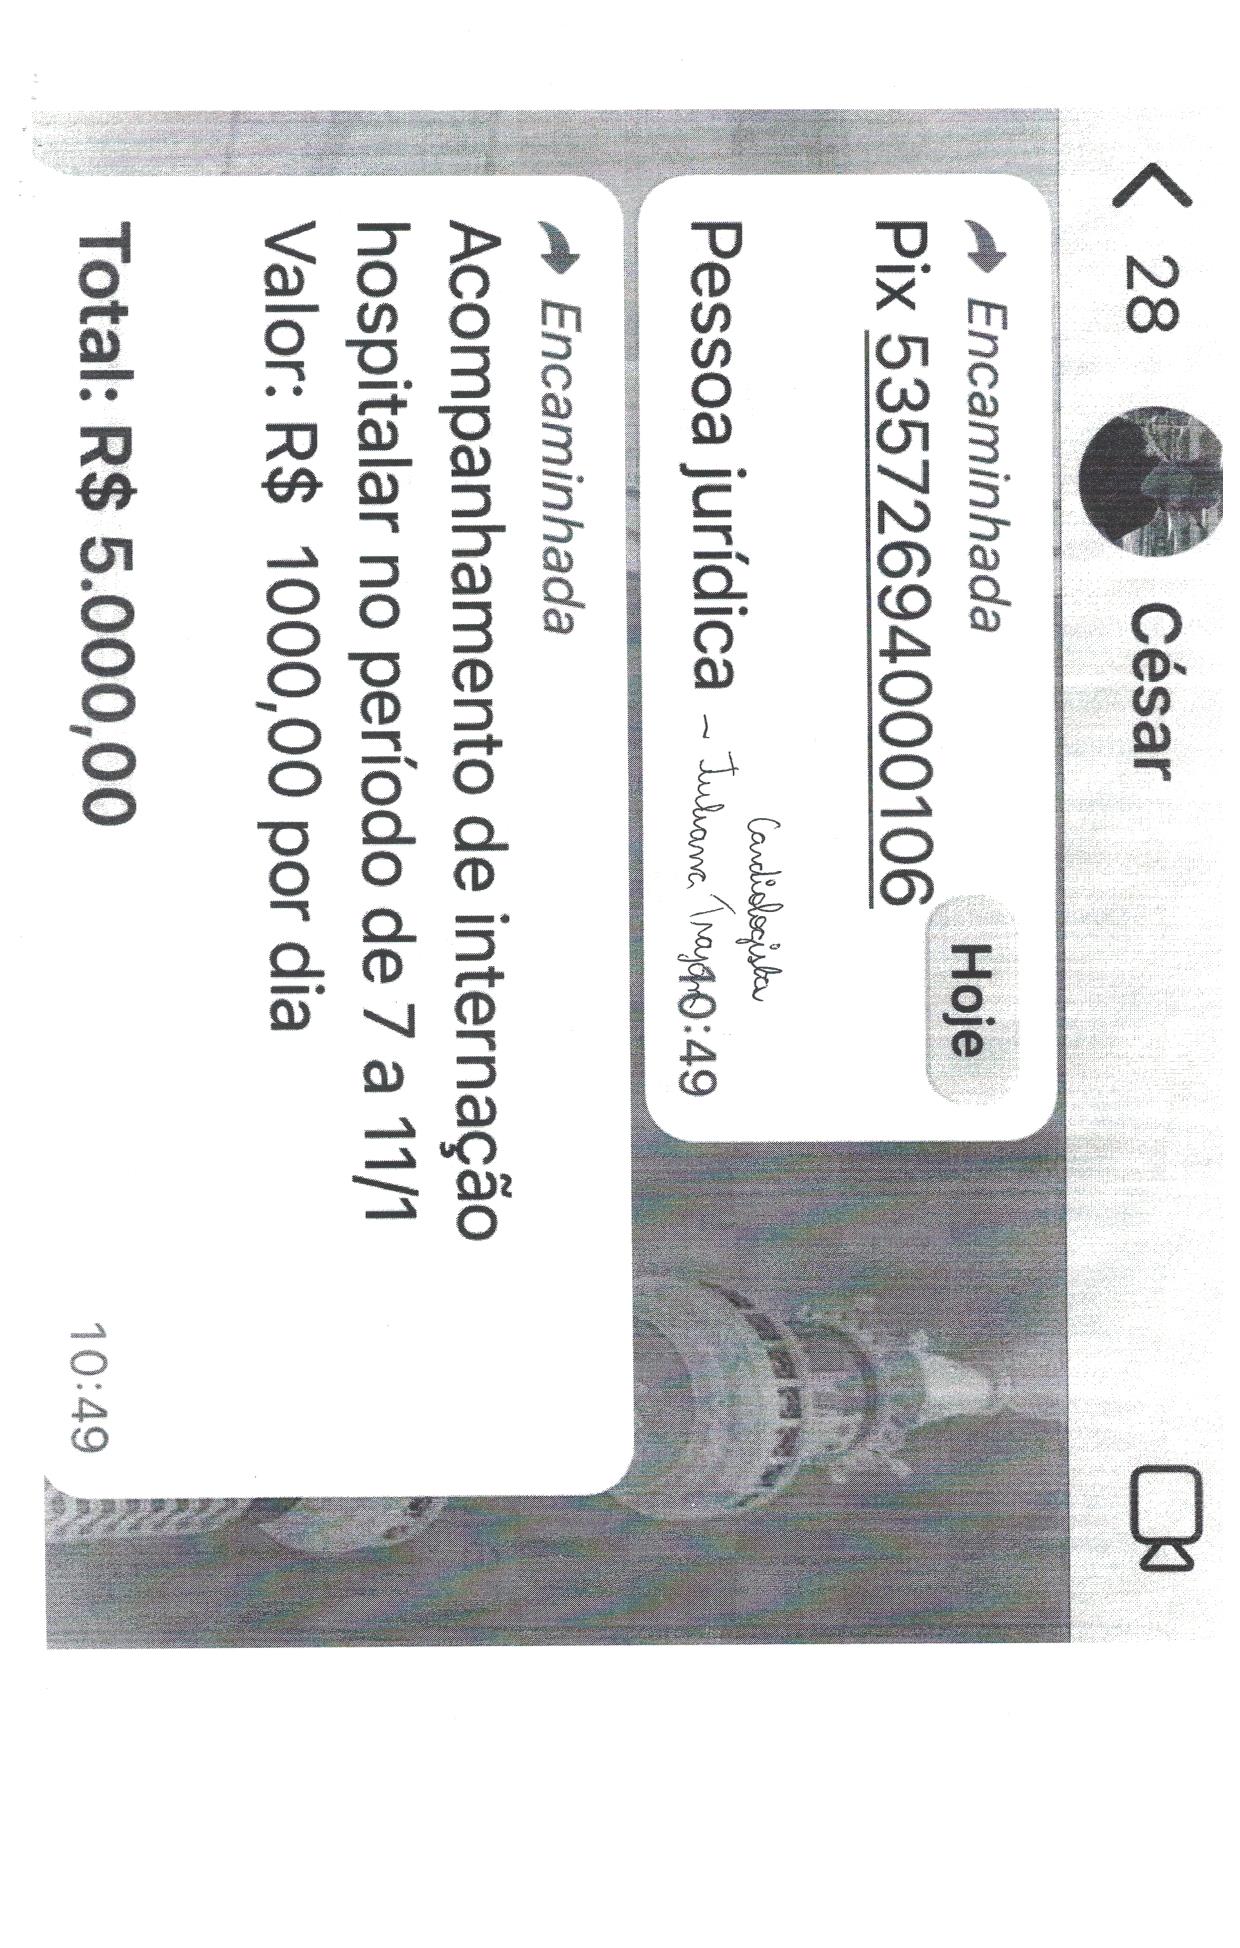 28 César
Hoje
Encaminhada
Pix 53572694000106
Cardiologista
Pessoa jurídica - Juliana Trajano
10:49
Encaminhada
Acompanhamento de internação
hospitalar no período de 7 a 11/1
Valor: R$ 1000,00 por dia
Total: R$ 5.000,00
10:49